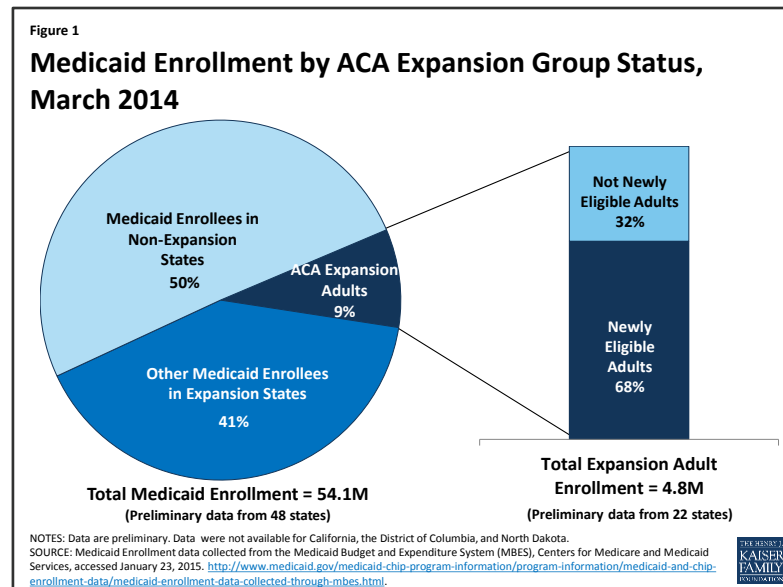 Figure 1
Medicaid Enrollment by ACA Expansion Group Status,
March 2014
Medicaid Enrollees in
Non-Expansion
States
50%
ACA Expansion
Adults
9%
Other Medicaid Enrollees
in Expansion States
41%
Total Medicaid Enrollment = 54.1M
(Preliminary data from 48 states)
Not Newly
Eligible Adults
32%
Newly
Eligible
Adults
68%
Total Expansion Adult
Enrollment = 4.8M
(Preliminary data from 22 states)
NOTES: Data are preliminary. Data were not available for California, the District of Columbia, and North Dakota.
SOURCE: Medicaid Enrollment data collected from the Medicaid Budget and Expenditure System (MBES), Centers for Medicare and Medicaid
Services, accessed January 23, 2015. http://www.medicaid.gov/medicaid-chip-program-information/program-information/medicaid-and-chip-
enrollment-data/medicaid-enrollment-data-collected-through-mbes.html.
THE HENRY J.
KAISER
FAMILY
FOUNDATION